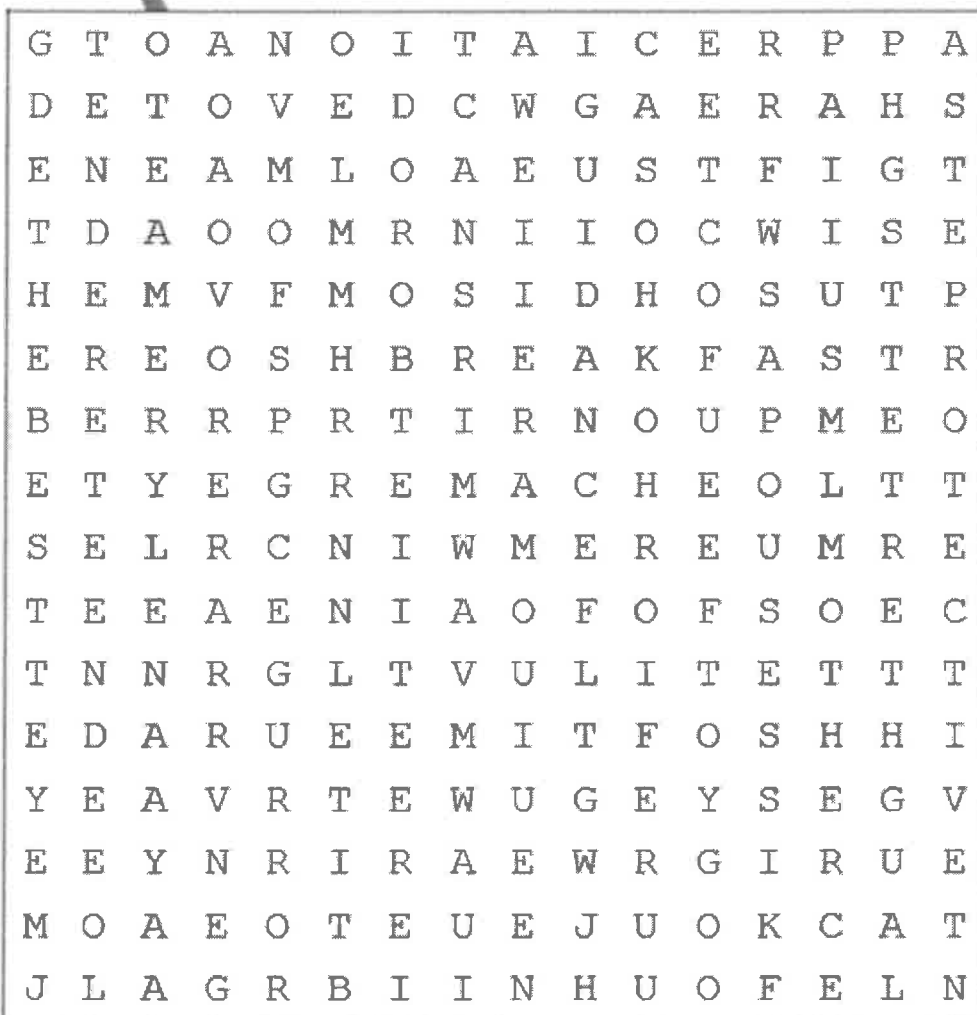 G T O A N O I T A I C E R P P A
D E T O V E D C W G A E R A H S
E N E A M L O A E U S T F I G T
T D A O O M R N I I O C W I S E
H E M V F M O S I D H O S U T P
E R E O S H B R E A K F A S T R
B E R R P R T I R N O U P M E O
E T Y E G R E M A C H E O L T T
S E L R C N I W M E R E U M R E
T E E A E N I A O F O F S O E C
T N N R G L T V U L I T E T T T
E D A R U E E M I T F O S H H I
Y E A V R T E W U G E Y S E G V
E E Y N R I R A E W R G I R U E
M O A E O T E U E J U O K C A T
J L A G R B I I N H U O F E L N